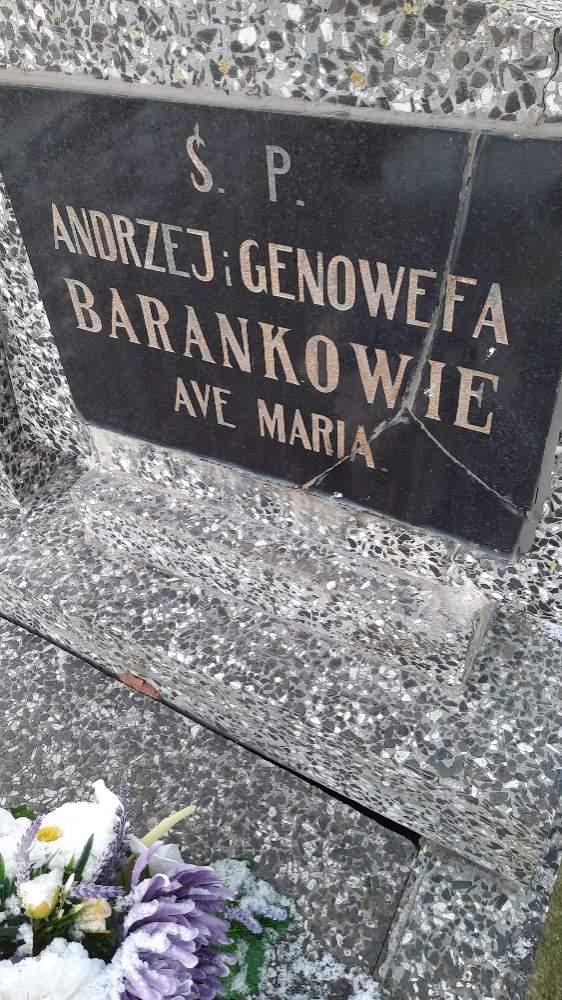 Ś. P.
ANDRZEJ i GENOWEFA
BARANKOWIE
AVE MARIA